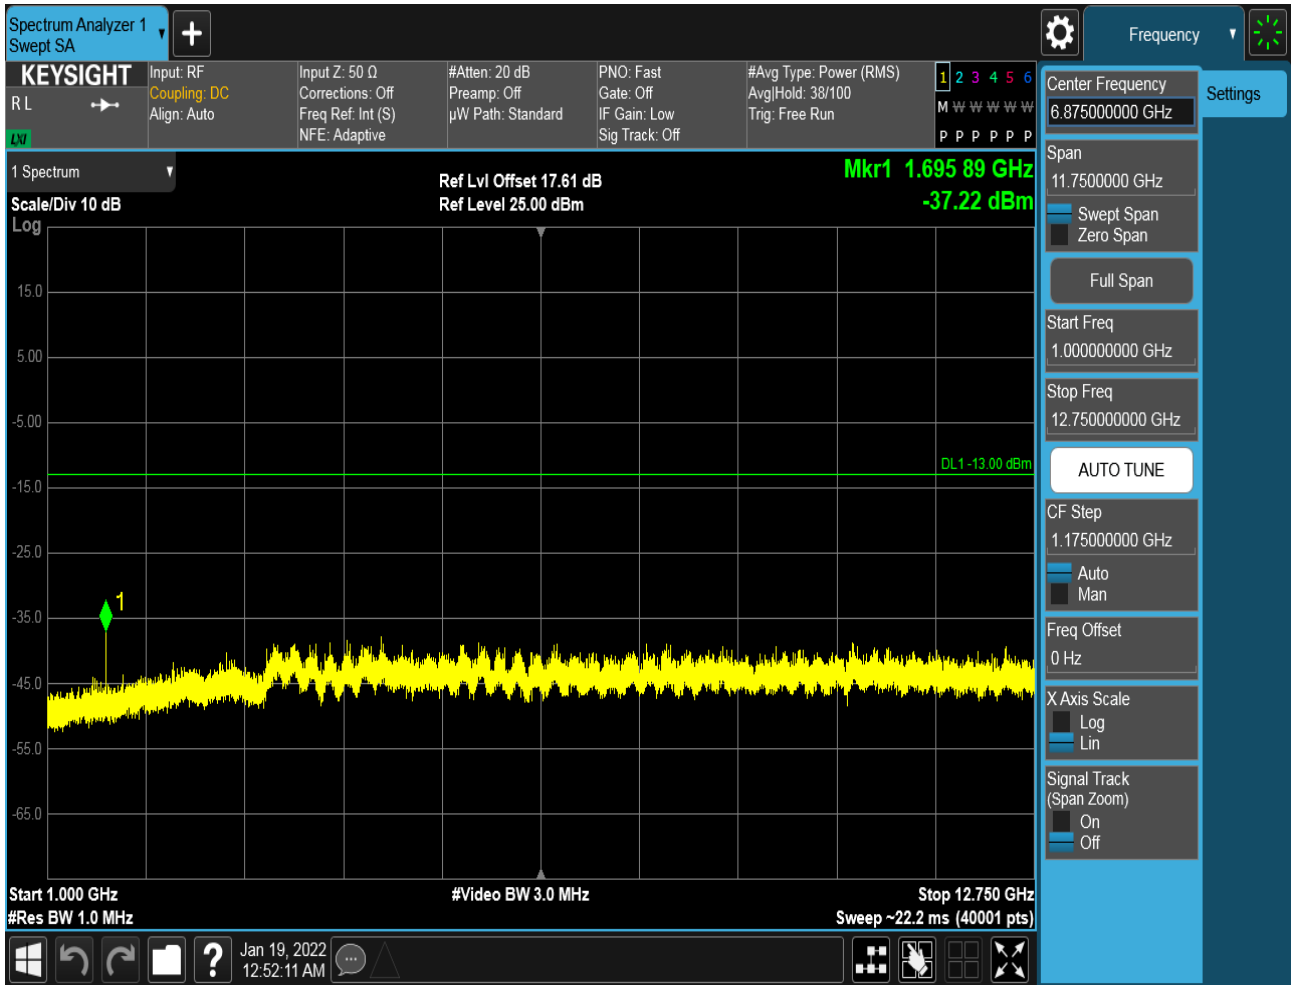 Spectrum Analyzer 1
Swept SA
Frequency
KEYSIGHT
R L
LXI
Input: RF
Coupling: DC
Align: Auto
Input Z: 50 Ω
Corrections: Off
Freq Ref: Int (S)
NFE: Adaptive
#Atten: 20 dB
Preamp: Off
µW Path: Standard
PNO: Fast
Gate: Off
IF Gain: Low
Sig Track: Off
#Avg Type: Power (RMS)
Avg|Hold: 38/100
Trig: Free Run
1 2 3 4 5 6
M W W W W W
P P P P P P
1 Spectrum
Scale/Div 10 dB
Log
Ref Lvl Offset 17.61 dB
Ref Level 25.00 dBm
Mkr1 1.695 89 GHz
-37.22 dBm
15.0
5.00
-5.00
-15.0
-25.0
-35.0
-45.0
-55.0
-65.0
DL1 -13.00 dBm
1
Start 1.000 GHz
#Res BW 1.0 MHz
#Video BW 3.0 MHz
Stop 12.750 GHz
Sweep ~22.2 ms (40001 pts)
Jan 19, 2022
12:52:11 AM
Center Frequency
6.875000000 GHz
Settings
Span
11.7500000 GHz
Swept Span
Zero Span
Full Span
Start Freq
1.000000000 GHz
Stop Freq
12.750000000 GHz
AUTO TUNE
CF Step
1.175000000 GHz
Auto
Man
Freq Offset
0 Hz
X Axis Scale
Log
Lin
Signal Track
(Span Zoom)
On
Off